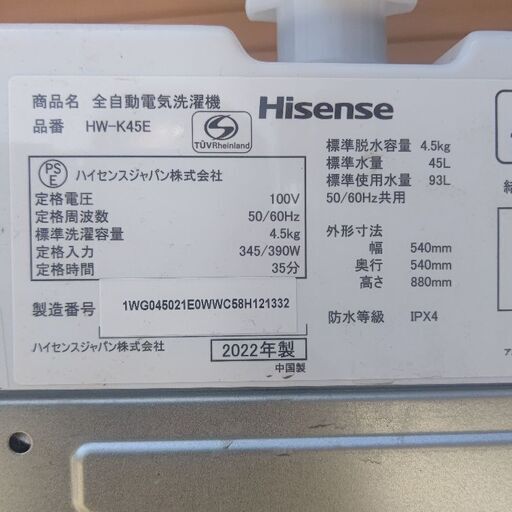 商品名 全自動電気洗濯機
品番 HW-K45E
TÜVRheinland
Hisense
PS
E
ハイセンスジャパン株式会社
定格電圧 100V
定格周波数 50/60Hz
標準洗濯容量 4.5kg
定格入力 345/390W
定格時間 35分
製造番号 1WG045021E0WWC58H121332
ハイセンスジャパン株式会社 2022年製
中国製
標準脱水容量 4.5kg
標準水量 45L
標準使用水量 93L
50/60Hz共用
外形寸法
幅 540mm
奥行 540mm
高さ 880mm
防水等級 IPX4